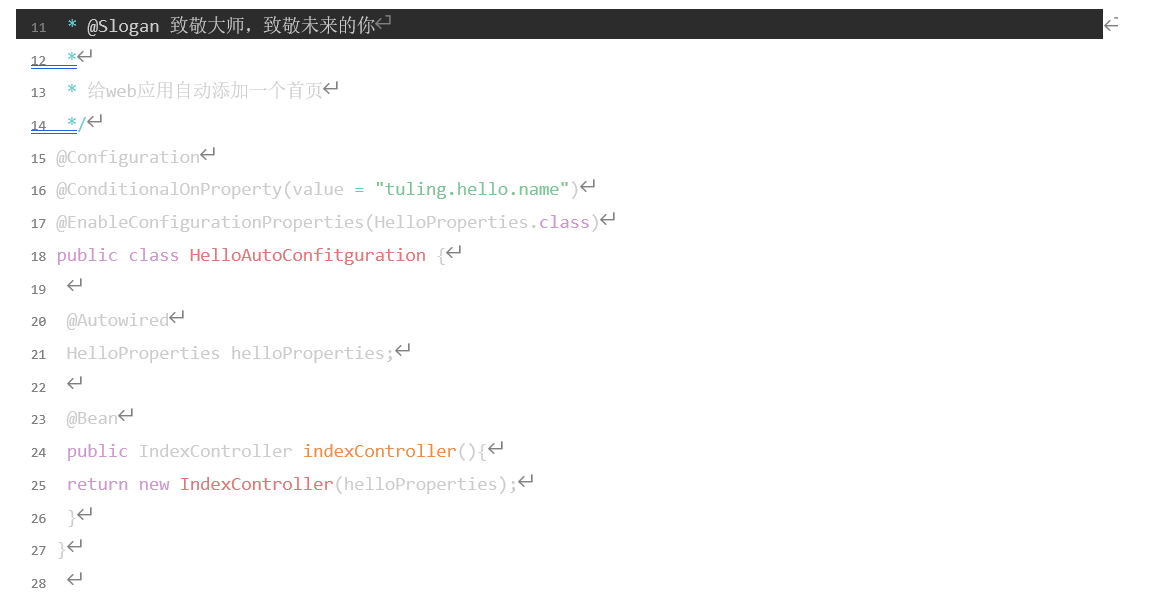 11 * @Slogan 致敬大师，致敬未来的你
12 *
13 * 给web应用自动添加一个首页
14 */
15 @Configuration
16 @ConditionalOnProperty(value = "tuling.hello.name")
17 @EnableConfigurationProperties(HelloProperties.class)
18 public class HelloAutoConfitguration {
19
20 @Autowired
21 HelloProperties helloProperties;
22
23 @Bean
24 public IndexController indexController(){
25 return new IndexController(helloProperties);
26 }
27 }
28